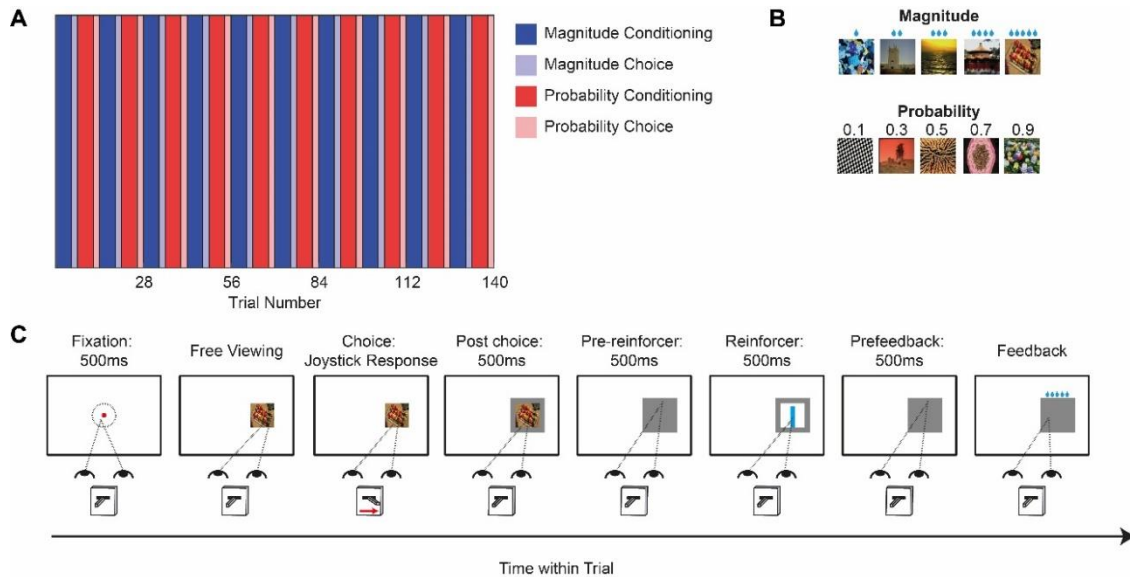 A
Magnitude Conditioning
Magnitude Choice
Probability Conditioning
Probability Choice
28 56 84 112 140
Trial Number
B
Magnitude
Probability
0.1 0.3 0.5 0.7 0.9
C
Fixation:
500ms
Free Viewing
Choice:
Joystick Response
Post choice:
500ms
Pre-reinforcer:
500ms
Reinforcer:
500ms
Prefeedback:
500ms
Feedback
Time within Trial